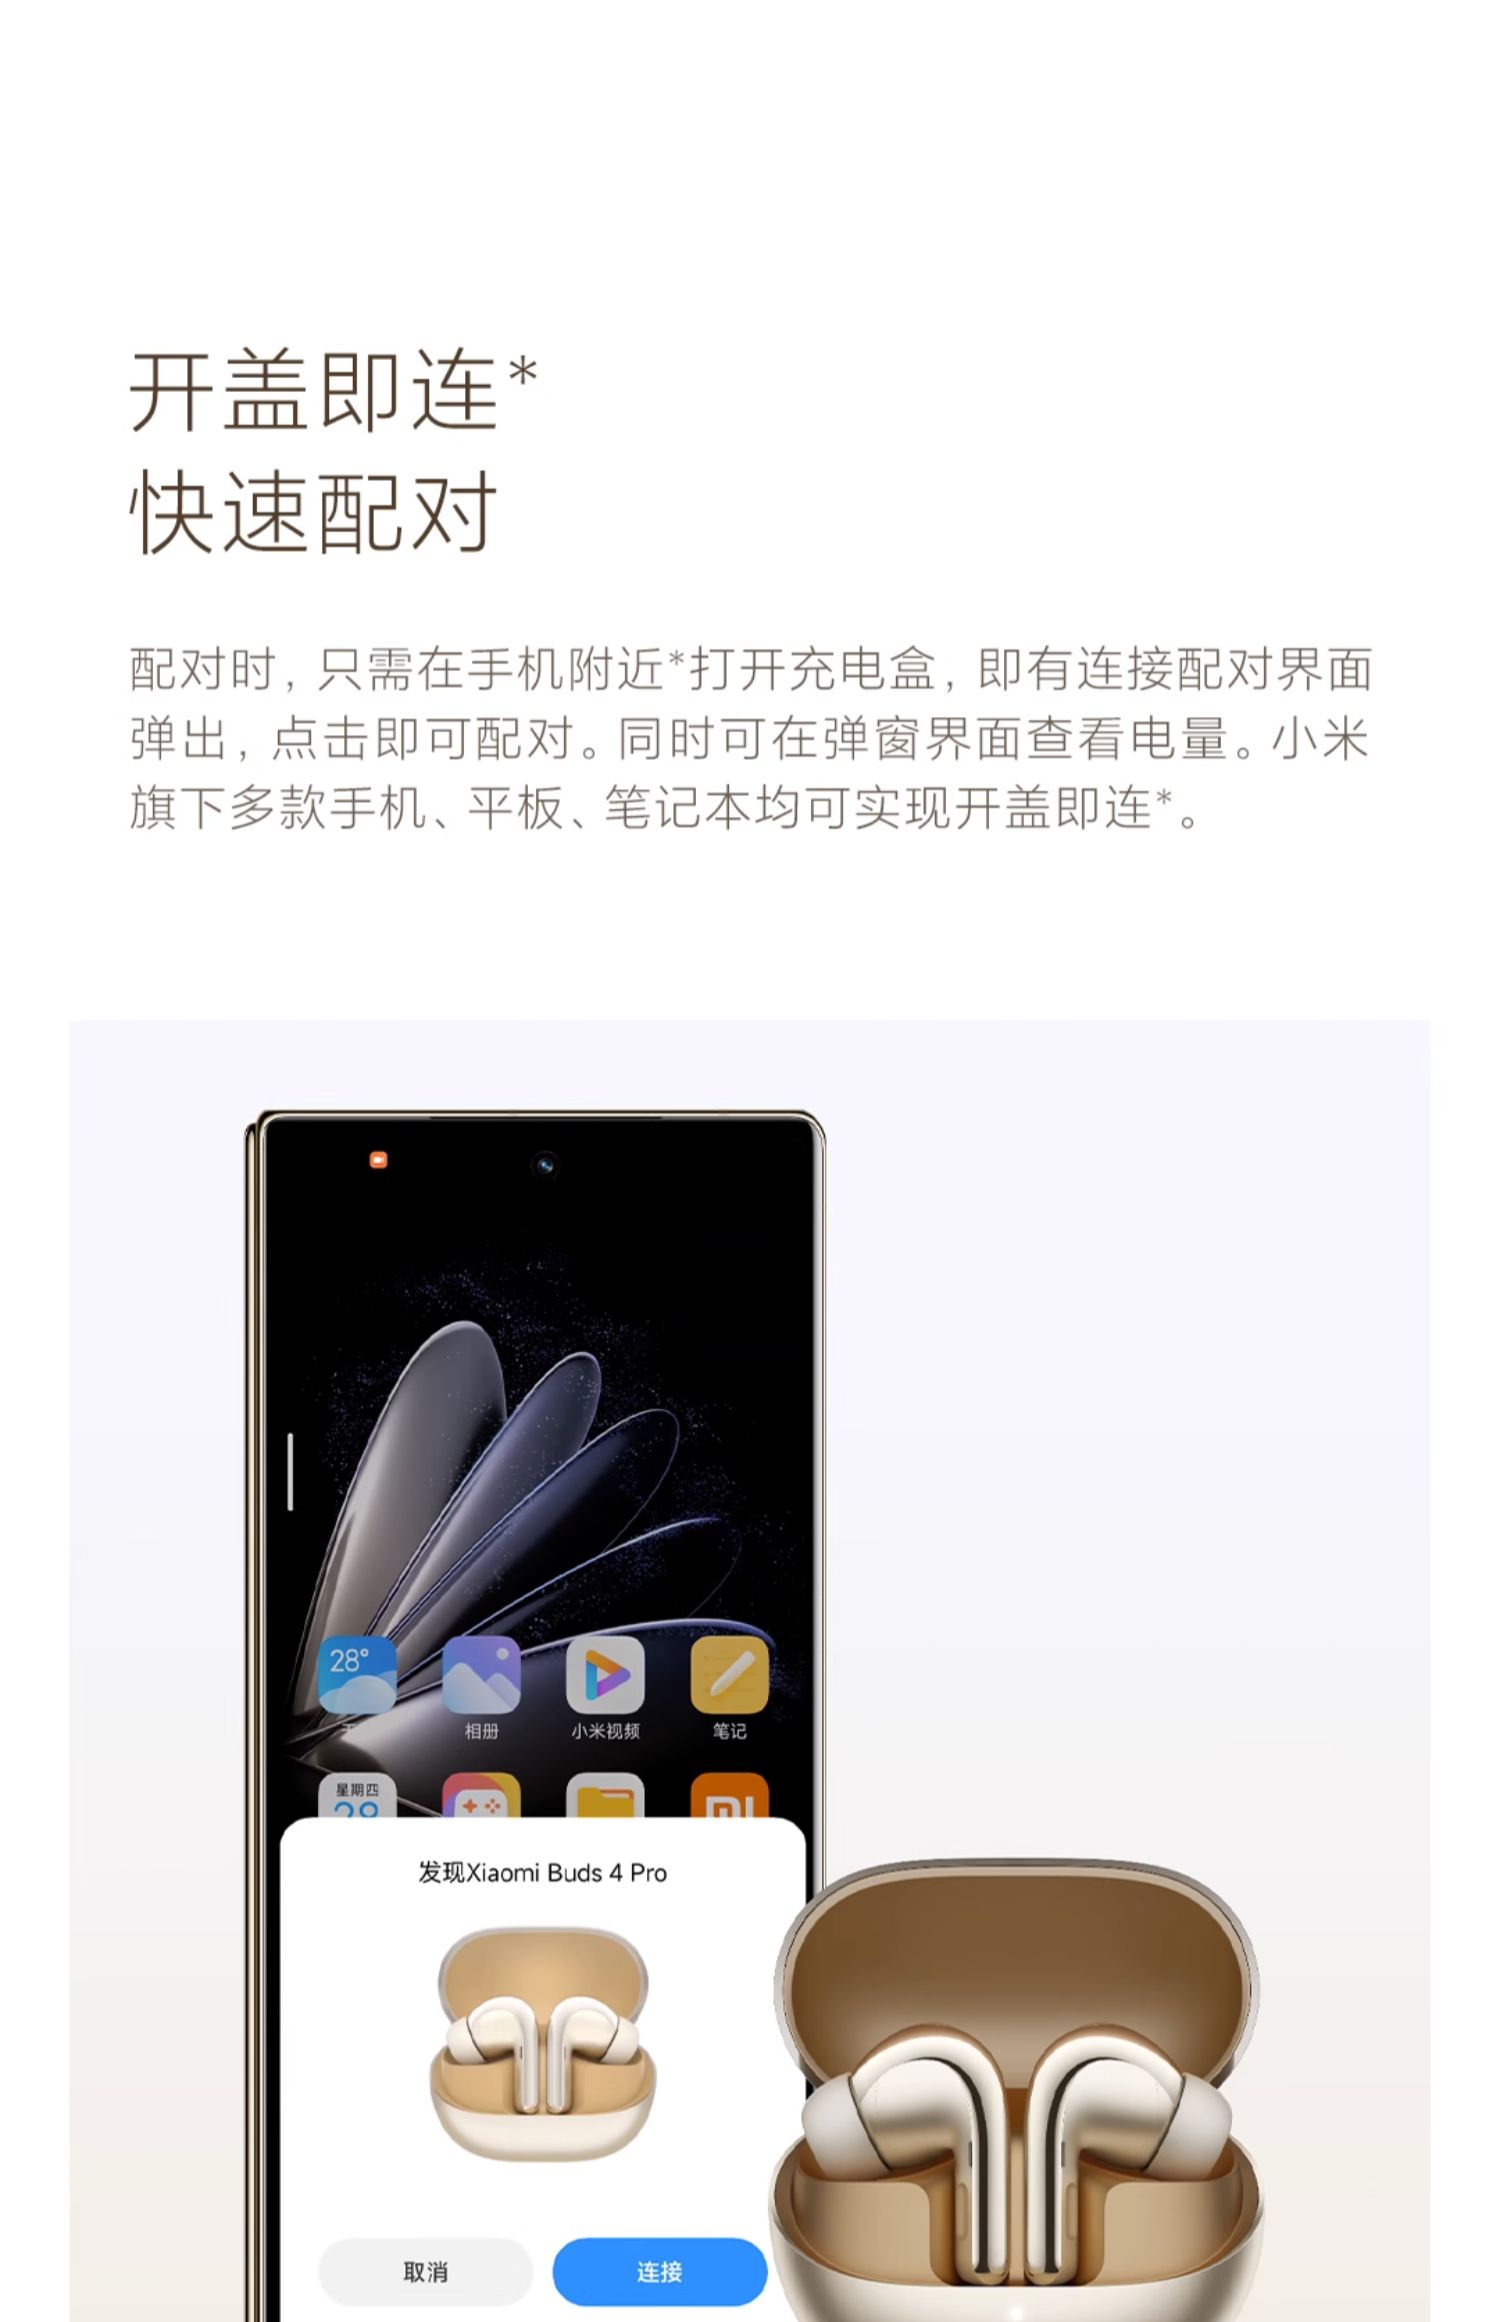 开盖即连*
快速配对
配对时，只需在手机附近*打开充电盒，即有连接配对界面
弹出，点击即可配对。同时可在弹窗界面查看电量。小米
旗下多款手机、平板、笔记本均可实现开盖即连*。
28°
相册
小米视频
笔记
星期四
发现Xiaomi Buds 4 Pro
取消
连接